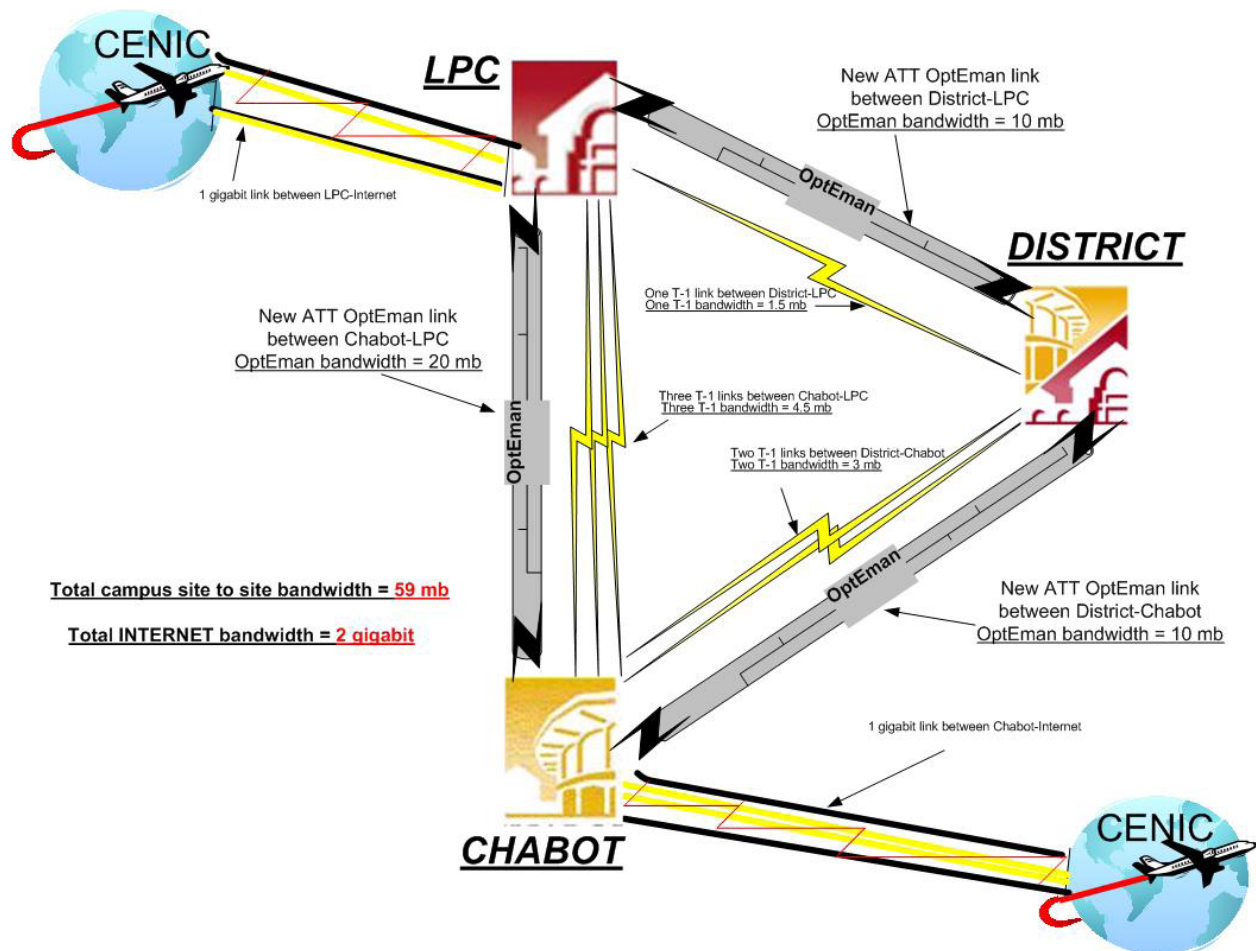 CENIC
LPC
New ATT OptEman link
between District-LPC
OptEman bandwidth = 10 mb
1 gigabit link between LPC-Internet
OptEman
DISTRICT
One T-1 link between District-LPC
One T-1 bandwidth = 1.5 mb
New ATT OptEman link
between Chabot-LPC
OptEman bandwidth = 20 mb
OptEman
Three T-1 links between Chabot-LPC
Three T-1 bandwidth = 4.5 mb
Two T-1 links between District-Chabot
Two T-1 bandwidth = 3 mb
OptEman
Total campus site to site bandwidth = 59 mb
Total INTERNET bandwidth = 2 gigabit
New ATT OptEman link
between District-Chabot
OptEman bandwidth = 10 mb
1 gigabit link between Chabot-Internet
CHABOT
CENIC